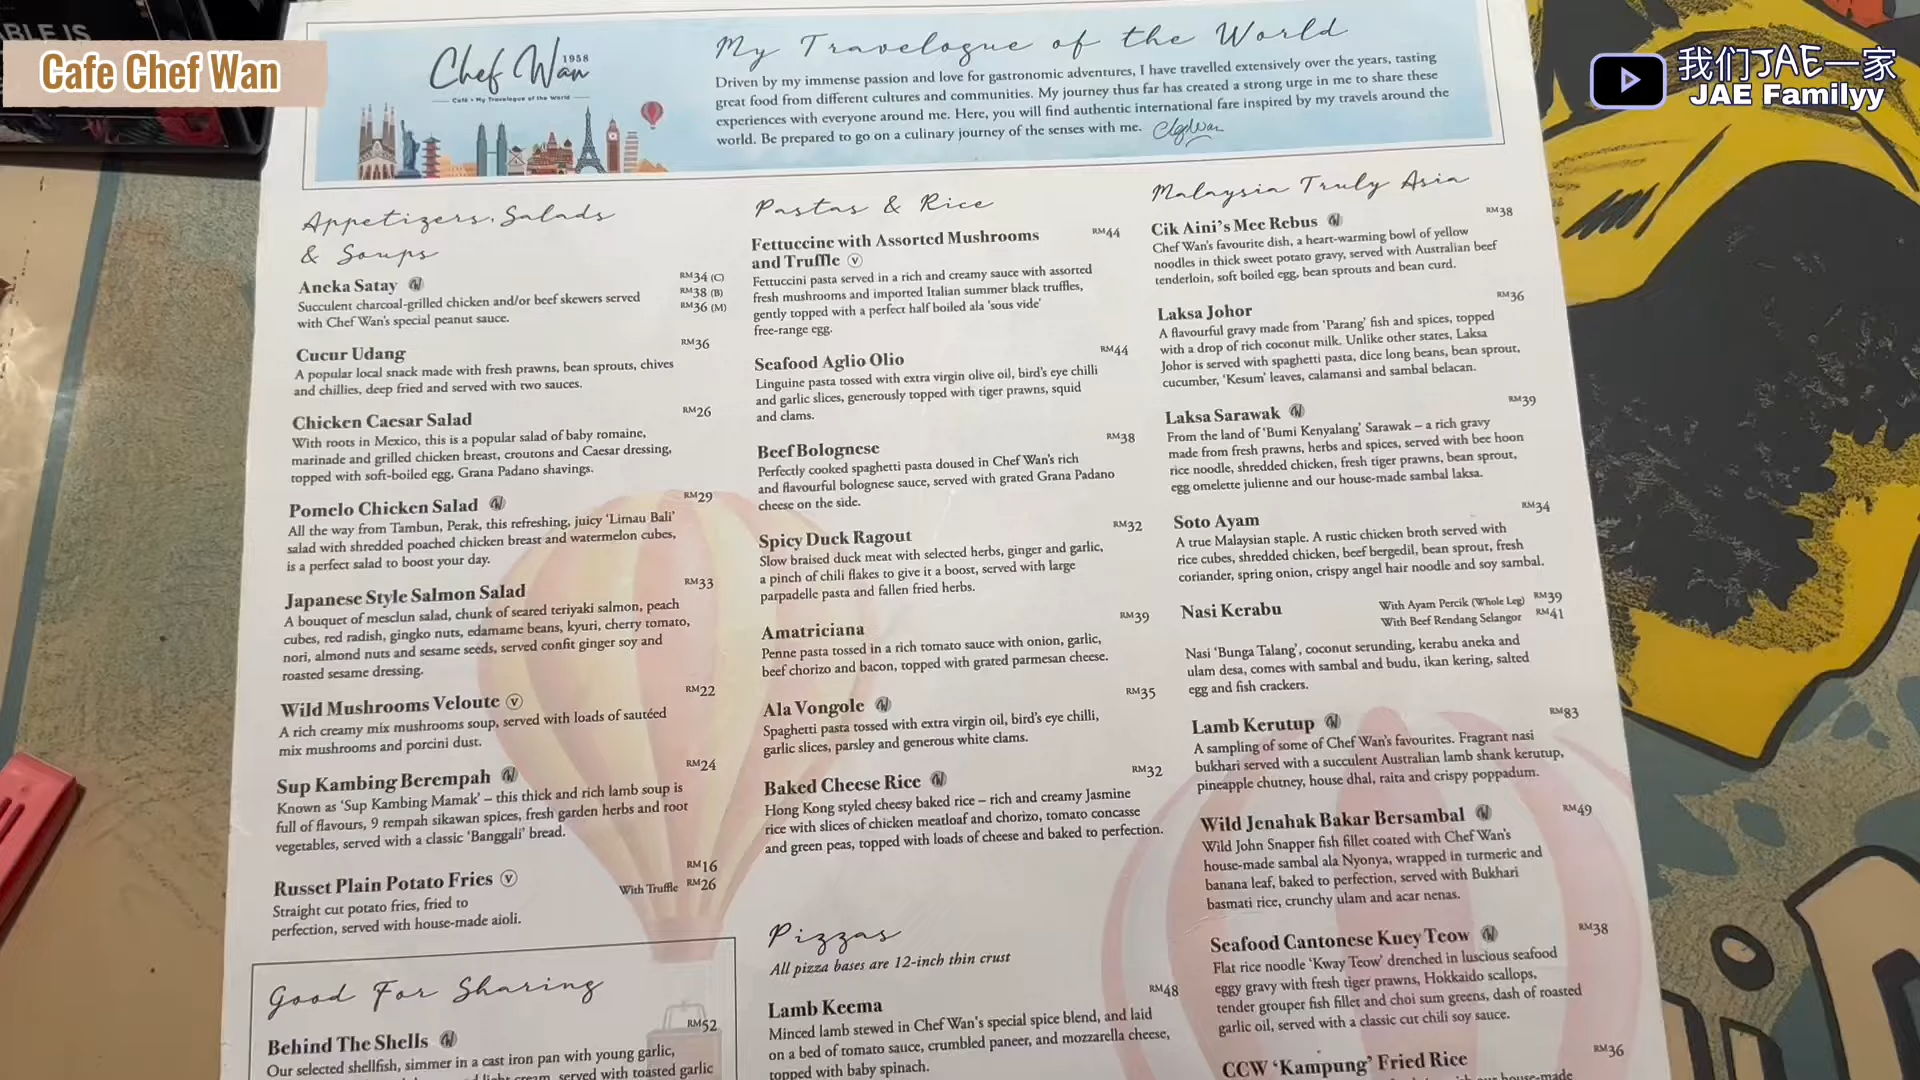 ABLE IS
Cafe Chef Wan
我们JAE一家
JAE Familyy
Chef Wan 1958
Café • My Travelogue of the World
My Travelogue of the World
Driven by my immense passion and love for gastronomic adventures, I have travelled extensively over the years, tasting
great food from different cultures and communities. My journey thus far has created a strong urge in me to share these
experiences with everyone around me. Here, you will find authentic international fare inspired by my travels around the
world. Be prepared to go on a culinary journey of the senses with me.
Appetizers, Salads
& Soups
Aneka Satay
RM34 (C)
RM38 (B)
RM36 (M)
Succulent charcoal-grilled chicken and/or beef skewers served
with Chef Wan's special peanut sauce.
Cucur Udang
RM36
A popular local snack made with fresh prawns, bean sprouts, chives
and chillies, deep fried and served with two sauces.
Chicken Caesar Salad
RM26
With roots in Mexico, this is a popular salad of baby romaine,
marinade and grilled chicken breast, croutons and Caesar dressing,
topped with soft-boiled egg, Grana Padano shavings.
Pomelo Chicken Salad
RM29
All the way from Tambun, Perak, this refreshing, juicy 'Limau Bali'
salad with shredded poached chicken breast and watermelon cubes,
is a perfect salad to boost your day.
Japanese Style Salmon Salad
RM33
A bouquet of mesclun salad, chunk of seared teriyaki salmon, peach
cubes, red radish, gingko nuts, edamame beans, kyuri, cherry tomato,
nori, almond nuts and sesame seeds, served confit ginger soy and
roasted sesame dressing.
Wild Mushrooms Veloute V
RM22
A rich creamy mix mushrooms soup, served with loads of sautéed
mix mushrooms and porcini dust.
Sup Kambing Berempah
RM24
Known as 'Sup Kambing Mamak' – this thick and rich lamb soup is
full of flavours, 9 rempah sikawan spices, fresh garden herbs and root
vegetables, served with a classic 'Banggali' bread.
Russet Plain Potato Fries V
RM16
With Truffle RM26
Straight cut potato fries, fried to
perfection, served with house-made aioli.
Good For Sharing
Behind The Shells
RM52
Our selected shellfish, simmer in a cast iron pan with young garlic,
light cream, served with toasted garlic
Pastas & Rice
Fettuccine with Assorted Mushrooms
and Truffle V
RM44
Fettuccini pasta served in a rich and creamy sauce with assorted
fresh mushrooms and imported Italian summer black truffles,
gently topped with a perfect half boiled ala 'sous vide'
free-range egg.
Seafood Aglio Olio
RM44
Linguine pasta tossed with extra virgin olive oil, bird's eye chilli
and garlic slices, generously topped with tiger prawns, squid
and clams.
Beef Bolognese
RM38
Perfectly cooked spaghetti pasta doused in Chef Wan's rich
and flavourful bolognese sauce, served with grated Grana Padano
cheese on the side.
Spicy Duck Ragout
RM32
Slow braised duck meat with selected herbs, ginger and garlic,
a pinch of chili flakes to give it a boost, served with large
parpadelle pasta and fallen fried herbs.
Amatriciana
RM39
Penne pasta tossed in a rich tomato sauce with onion, garlic,
beef chorizo and bacon, topped with grated parmesan cheese.
Ala Vongole
RM35
Spaghetti pasta tossed with extra virgin oil, bird's eye chilli,
garlic slices, parsley and generous white clams.
Baked Cheese Rice
RM32
Hong Kong styled cheesy baked rice – rich and creamy Jasmine
rice with slices of chicken meatloaf and chorizo, tomato concasse
and green peas, topped with loads of cheese and baked to perfection.
Pizzas
All pizza bases are 12-inch thin crust
Lamb Keema
RM48
Minced lamb stewed in Chef Wan's special spice blend, and laid
on a bed of tomato sauce, crumbled paneer, and mozzarella cheese,
topped with baby spinach.
Malaysia Truly Asia
Cik Aini's Mee Rebus
RM38
Chef Wan's favourite dish, a heart-warming bowl of yellow
noodles in thick sweet potato gravy, served with Australian beef
tenderloin, soft boiled egg, bean sprouts and bean curd.
Laksa Johor
RM36
A flavourful gravy made from 'Parang' fish and spices, topped
with a drop of rich coconut milk. Unlike other states, Laksa
Johor is served with spaghetti pasta, dice long beans, bean sprout,
cucumber, 'Kesum' leaves, calamansi and sambal belacan.
Laksa Sarawak
RM39
From the land of 'Bumi Kenyalang' Sarawak – a rich gravy
made from fresh prawns, herbs and spices, served with bee hoon
rice noodle, shredded chicken, fresh tiger prawns, bean sprout,
egg omelette julienne and our house-made sambal laksa.
Soto Ayam
RM34
A true Malaysian staple. A rustic chicken broth served with
rice cubes, shredded chicken, beef bergedil, bean sprout, fresh
coriander, spring onion, crispy angel hair noodle and soy sambal.
Nasi Kerabu
With Ayam Percik (Whole Leg) RM39
With Beef Rendang Selangor RM41
Nasi 'Bunga Talang', coconut serunding, kerabu aneka and
ulam desa, comes with sambal and budu, ikan kering, salted
egg and fish crackers.
Lamb Kerutup
RM83
A sampling of some of Chef Wan's favourites. Fragrant nasi
bukhari served with a succulent Australian lamb shank kerutup,
pineapple chutney, house dhal, raita and crispy poppadum.
Wild Jenahak Bakar Bersambal
RM49
Wild John Snapper fish fillet coated with Chef Wan's
house-made sambal ala Nyonya, wrapped in turmeric and
banana leaf, baked to perfection, served with Bukhari
basmati rice, crunchy ulam and acar nenas.
Seafood Cantonese Kuey Teow
RM38
Flat rice noodle 'Kway Teow' drenched in luscious seafood
eggy gravy with fresh tiger prawns, Hokkaido scallops,
tender grouper fish fillet and choi sum greens, dash of roasted
garlic oil, served with a classic cut chili soy sauce.
CCW 'Kampung' Fried Rice
RM36
house-made